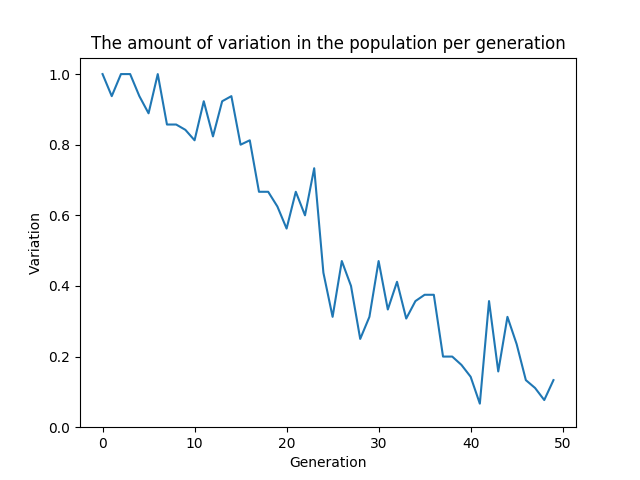 The amount of variation in the population per generation
1.0
0.8
0.6
0.4
0.2
0.0
Variation
0 10 20 30 40 50
Generation